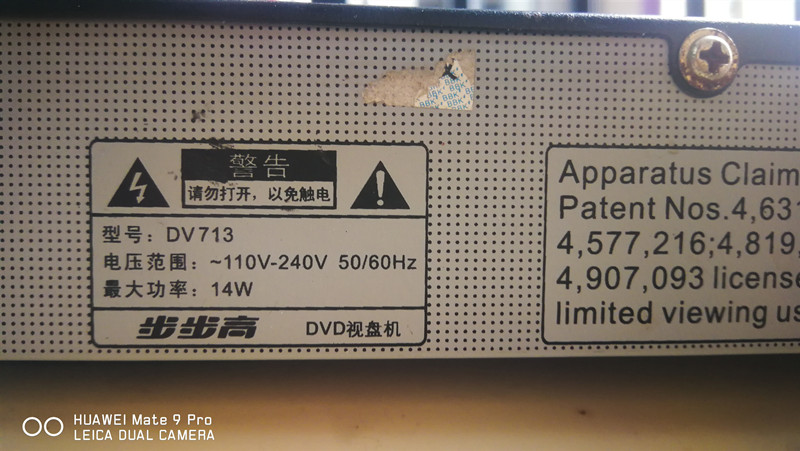 BBK
警告
请勿打开，以免触电
型号：DV713
电压范围：~110V-240V 50/60Hz
最大功率：14W
步步高 DVD视盘机
Apparatus Claim
Patent Nos.4,631
4,577,216;4,819,
4,907,093 license
limited viewing us
HUAWEI Mate 9 Pro
LEICA DUAL CAMERA